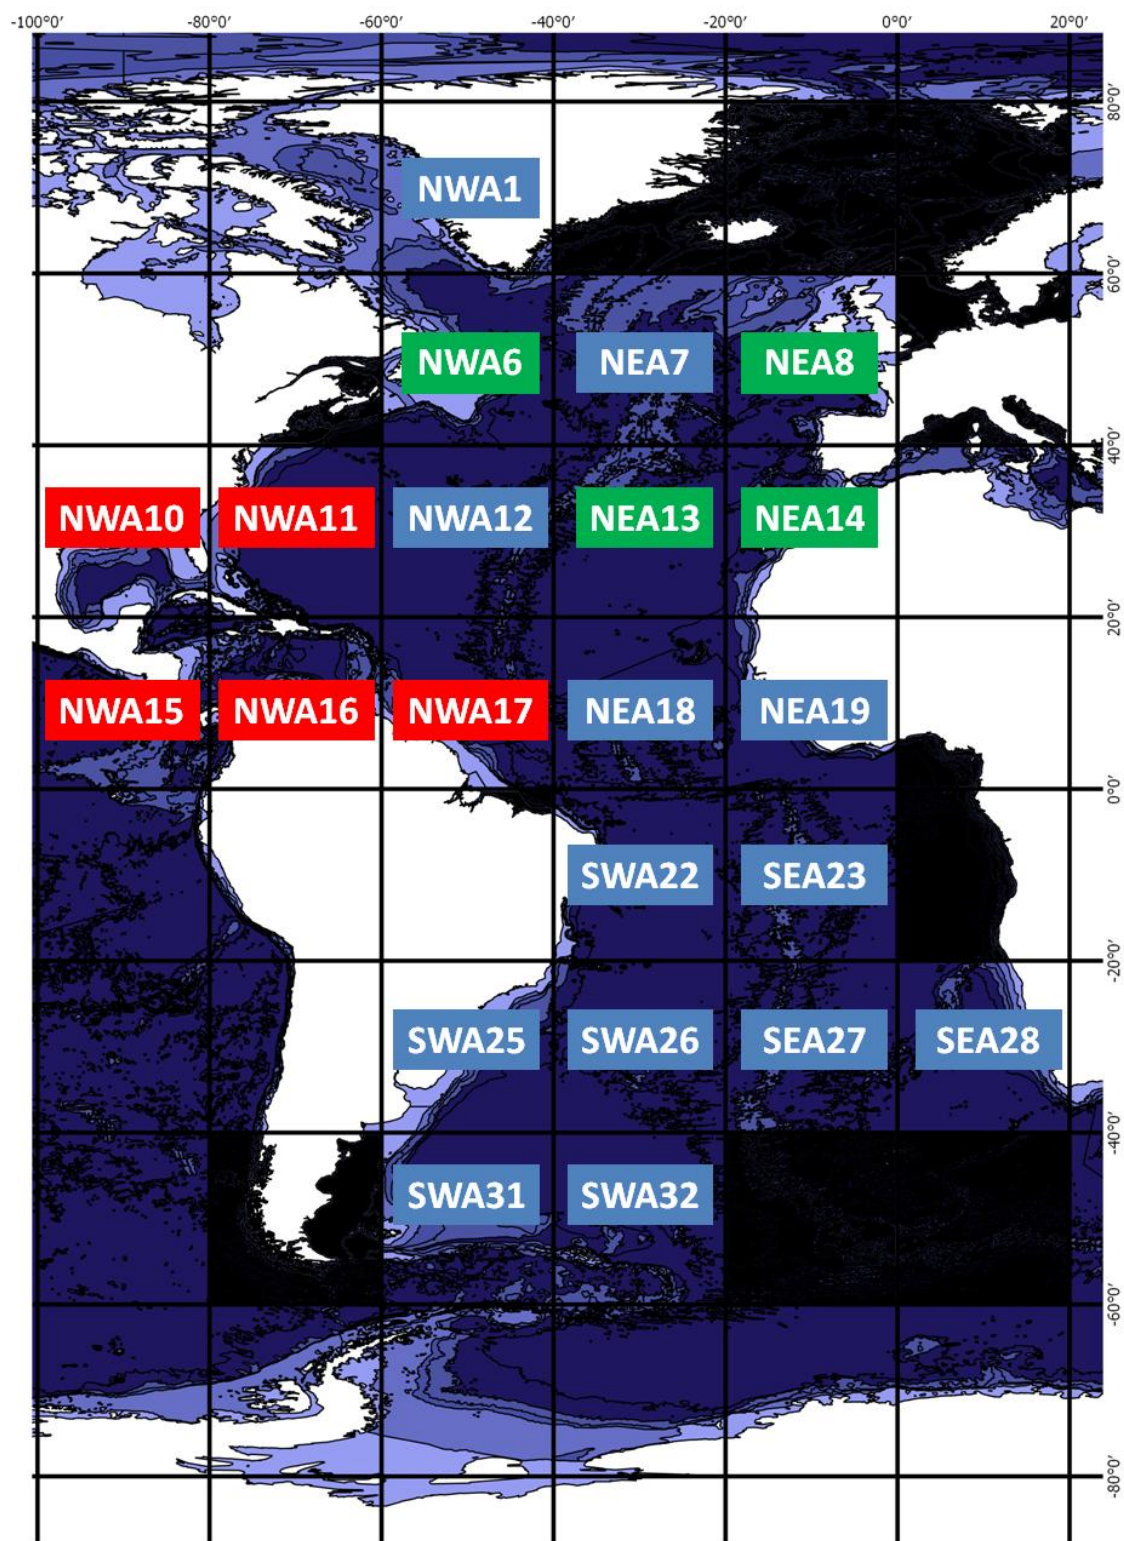 -100°0' -80°0' -60°0' -40°0' -20°0' 0°0' 20°0'
80°0'
NWA1
60°0'
NWA6 NEA7 NEA8
40°0'
NWA10 NWA11 NWA12 NEA13 NEA14
20°0'
NWA15 NWA16 NWA17 NEA18 NEA19
0°0'
SWA22 SEA23
-20°0'
SWA25 SWA26 SEA27 SEA28
-40°0'
SWA31 SWA32
-60°0'
-80°0'